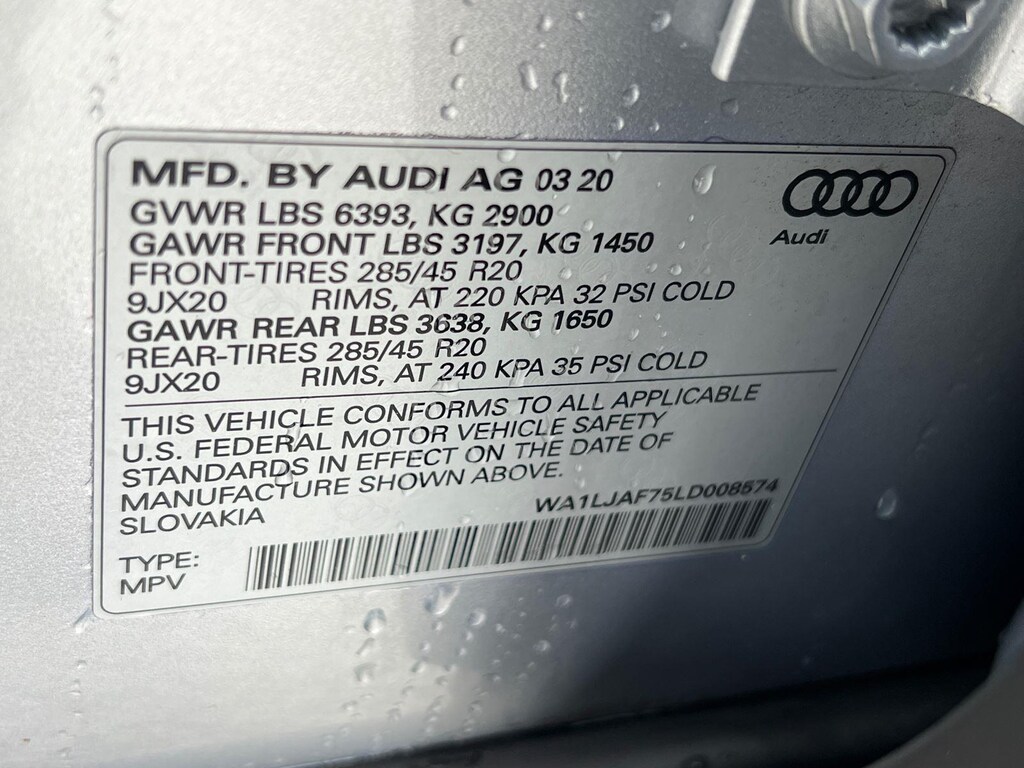 MFD. BY AUDI AG 03 20
GVWR LBS 6393, KG 2900
GAWR FRONT LBS 3197, KG 1450
FRONT-TIRES 285/45 R20
9JX20 RIMS, AT 220 KPA 32 PSI COLD
GAWR REAR LBS 3638, KG 1650
REAR-TIRES 285/45 R20
9JX20 RIMS, AT 240 KPA 35 PSI COLD
Audi
THIS VEHICLE CONFORMS TO ALL APPLICABLE
U.S. FEDERAL MOTOR VEHICLE SAFETY
STANDARDS IN EFFECT ON THE DATE OF
MANUFACTURE SHOWN ABOVE.
SLOVAKIA
WA1LJAF75LD008574
TYPE:
MPV